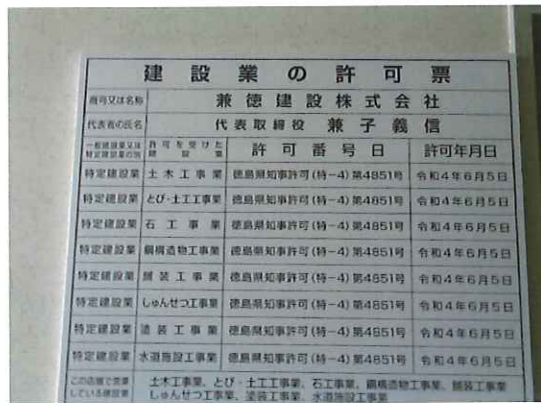 建設業の許可票
商号又は名称 兼徳建設株式会社
代表者の氏名 代表取締役 兼子義信
一般建設業又は特定建設業の別 許可を受けた建設業 許可番号日 許可年月日
特定建設業 土木工事業 徳島県知事許可(特-4)第4851号 令和4年6月5日
特定建設業 とび・土工工事業 徳島県知事許可(特-4)第4851号 令和4年6月5日
特定建設業 石工事業 徳島県知事許可(特-4)第4851号 令和4年6月5日
特定建設業 鋼構造物工事業 徳島県知事許可(特-4)第4851号 令和4年6月5日
特定建設業 舗装工事業 徳島県知事許可(特-4)第4851号 令和4年6月5日
特定建設業 しゅんせつ工事業 徳島県知事許可(特-4)第4851号 令和4年6月5日
特定建設業 塗装工事業 徳島県知事許可(特-4)第4851号 令和4年6月5日
特定建設業 水道施設工事業 徳島県知事許可(特-4)第4851号 令和4年6月5日
この店舗で営業している建設業 土木工事業、とび・土工工事業、石工事業、鋼構造物工事業、舗装工事業
しゅんせつ工事業、塗装工事業、水道施設工事業